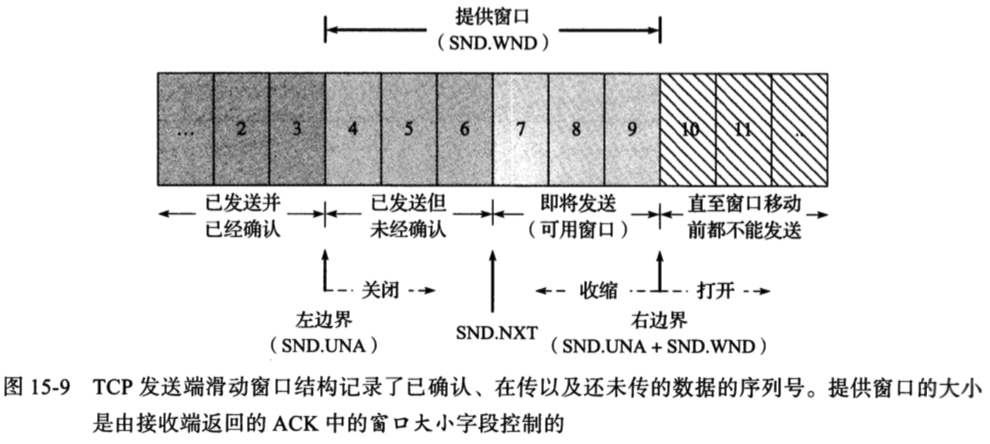 提供窗口
（SND.WND）
... 2 3 4 5 6 7 8 9 10 11 ..
已发送并 已发送但 即将发送 直至窗口移动
已经确认 未经确认 （可用窗口） 前都不能发送
关闭 收缩 打开
左边界 SND.NXT 右边界
（SND.UNA） （SND.UNA + SND.WND）
图 15-9 TCP 发送端滑动窗口结构记录了已确认、在传以及还未传的数据的序列号。提供窗口的大小
是由接收端返回的 ACK 中的窗口大小字段控制的